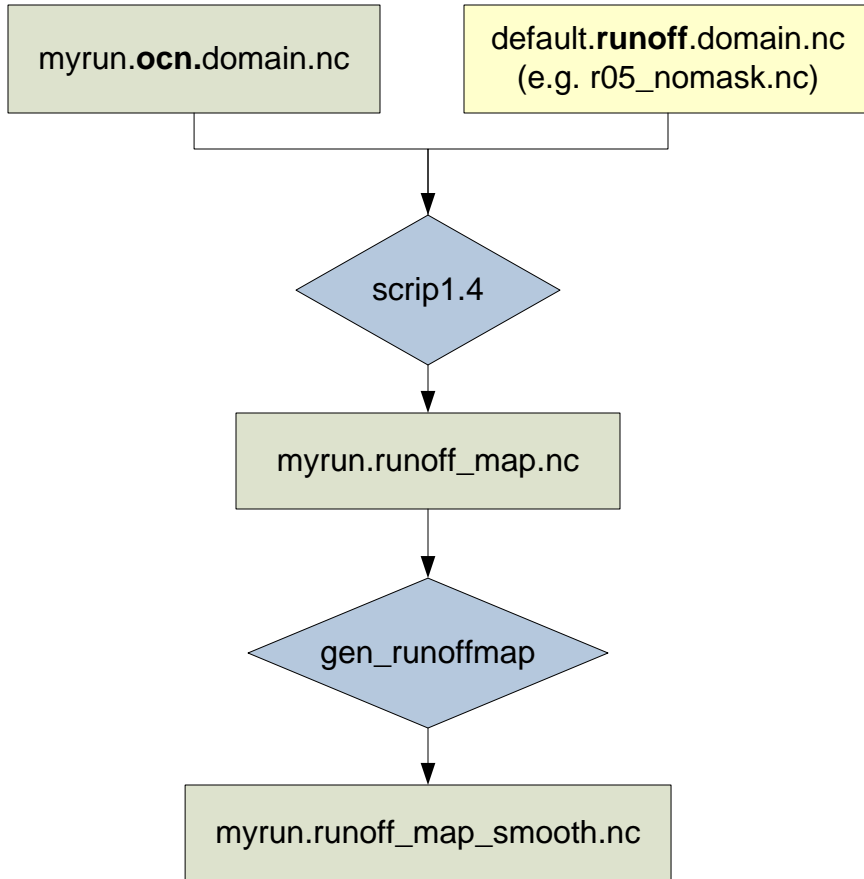 myrun.ocn.domain.nc
default.runoff.domain.nc
(e.g. r05_nomask.nc)
scrip1.4
myrun.runoff_map.nc
gen_runoffmap
myrun.runoff_map_smooth.nc